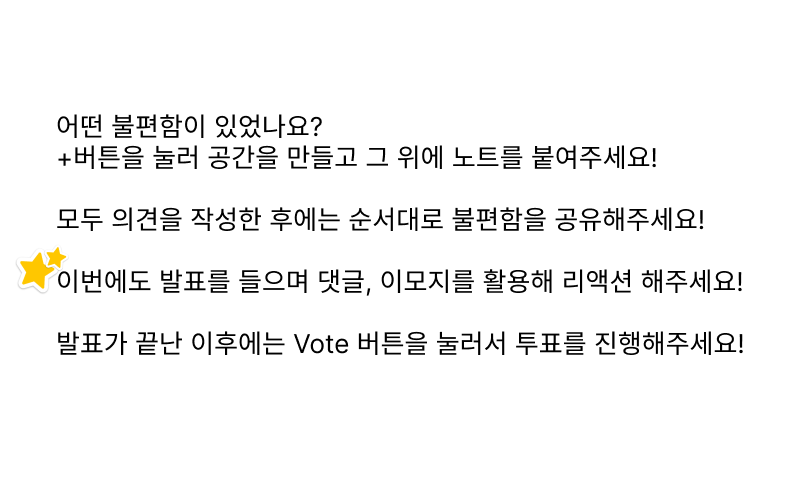 어떤 불편함이 있었나요?
+버튼을 눌러 공간을 만들고 그 위에 노트를 붙여주세요!
모두 의견을 작성한 후에는 순서대로 불편함을 공유해주세요!
이번에도 발표를 들으며 댓글, 이모지를 활용해 리액션 해주세요!
발표가 끝난 이후에는 Vote 버튼을 눌러서 투표를 진행해주세요!